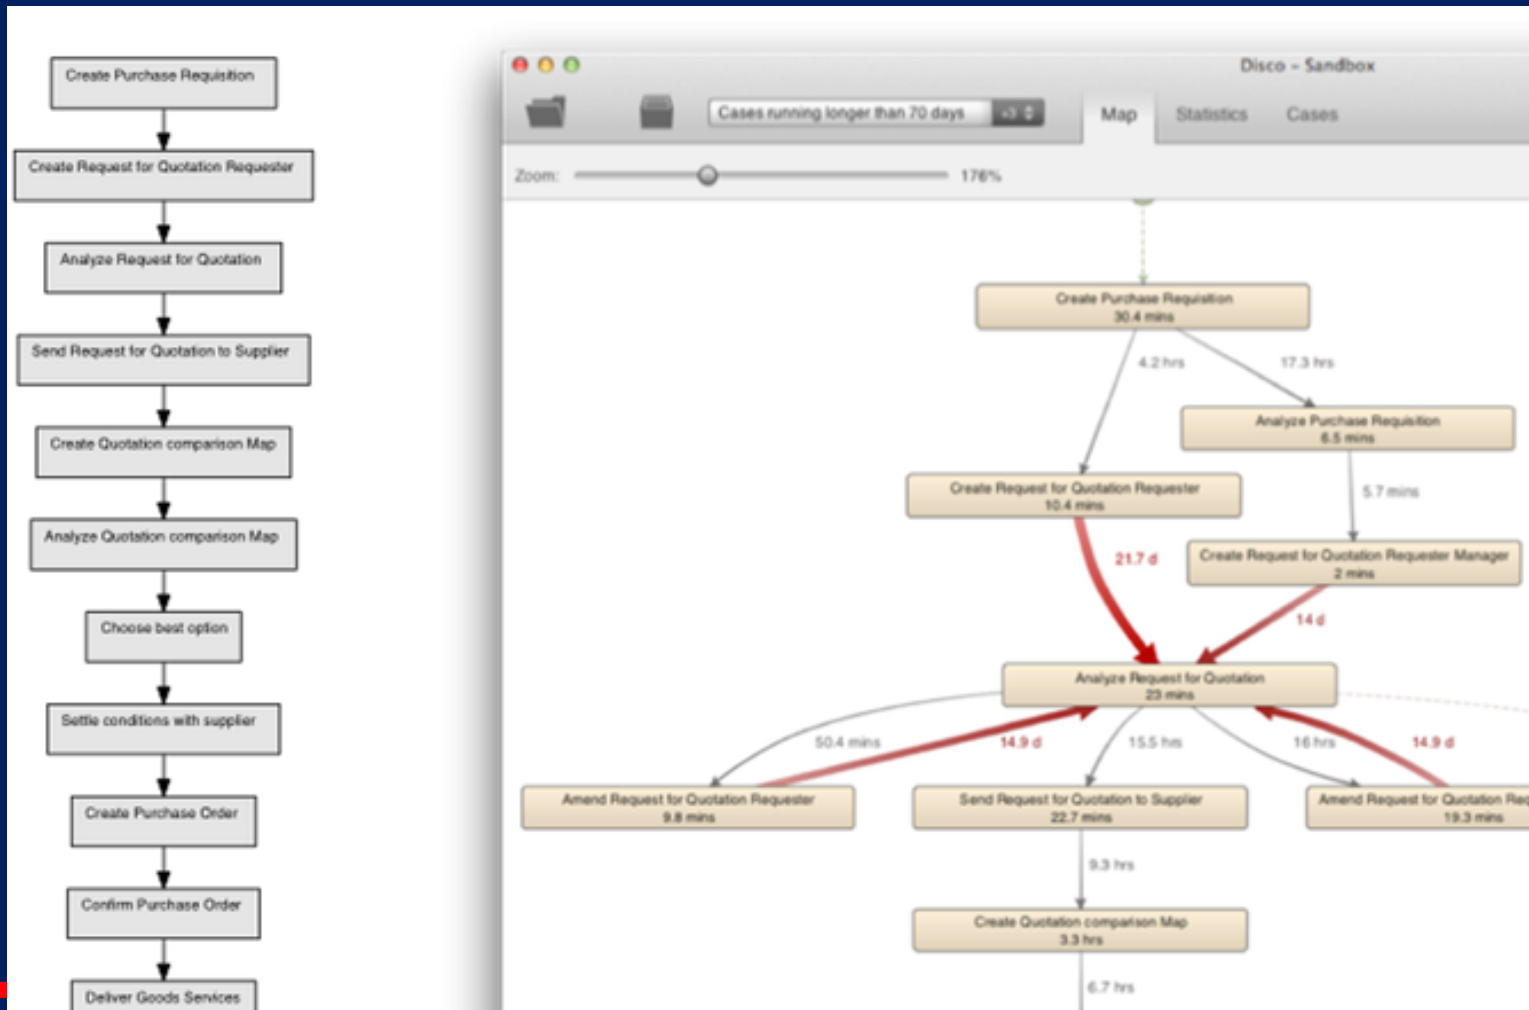 Create Purchase Requisition
Create Request for Quotation Requester
Analyze Request for Quotation
Send Request for Quotation to Supplier
Create Quotation comparison Map
Analyze Quotation comparison Map
Choose best option
Settle conditions with supplier
Create Purchase Order
Confirm Purchase Order
Deliver Goods Services
Disco - Sandbox
Cases running longer than 70 days
+3
Map
Statistics
Cases
Zoom:
176%
Create Purchase Requisition
30.4 mins
4.2 hrs
17.3 hrs
Analyze Purchase Requisition
6.5 mins
Create Request for Quotation Requester
10.4 mins
5.7 mins
21.7 d
Create Request for Quotation Requester Manager
2 mins
14 d
Analyze Request for Quotation
23 mins
50.4 mins
14.9 d
15.5 hrs
16 hrs
14.9 d
Amend Request for Quotation Requester
9.8 mins
Send Request for Quotation to Supplier
22.7 mins
Amend Request for Quotation Req
19.3 mins
9.3 hrs
Create Quotation comparison Map
3.3 hrs
6.7 hrs